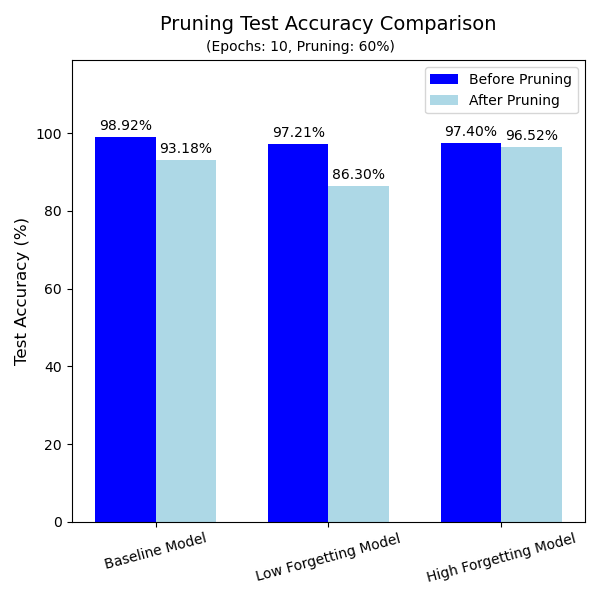 Pruning Test Accuracy Comparison
(Epochs: 10, Pruning: 60%)
Before Pruning
After Pruning
98.92%
93.18%
97.21%
86.30%
97.40%
96.52%
Test Accuracy (%)
100
80
60
40
20
0
Baseline Model
Low Forgetting Model
High Forgetting Model